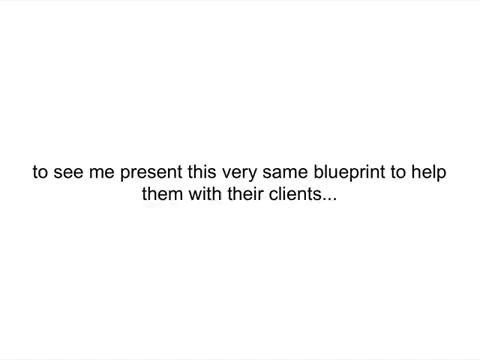 to see me present this very same blueprint to help
them with their clients...